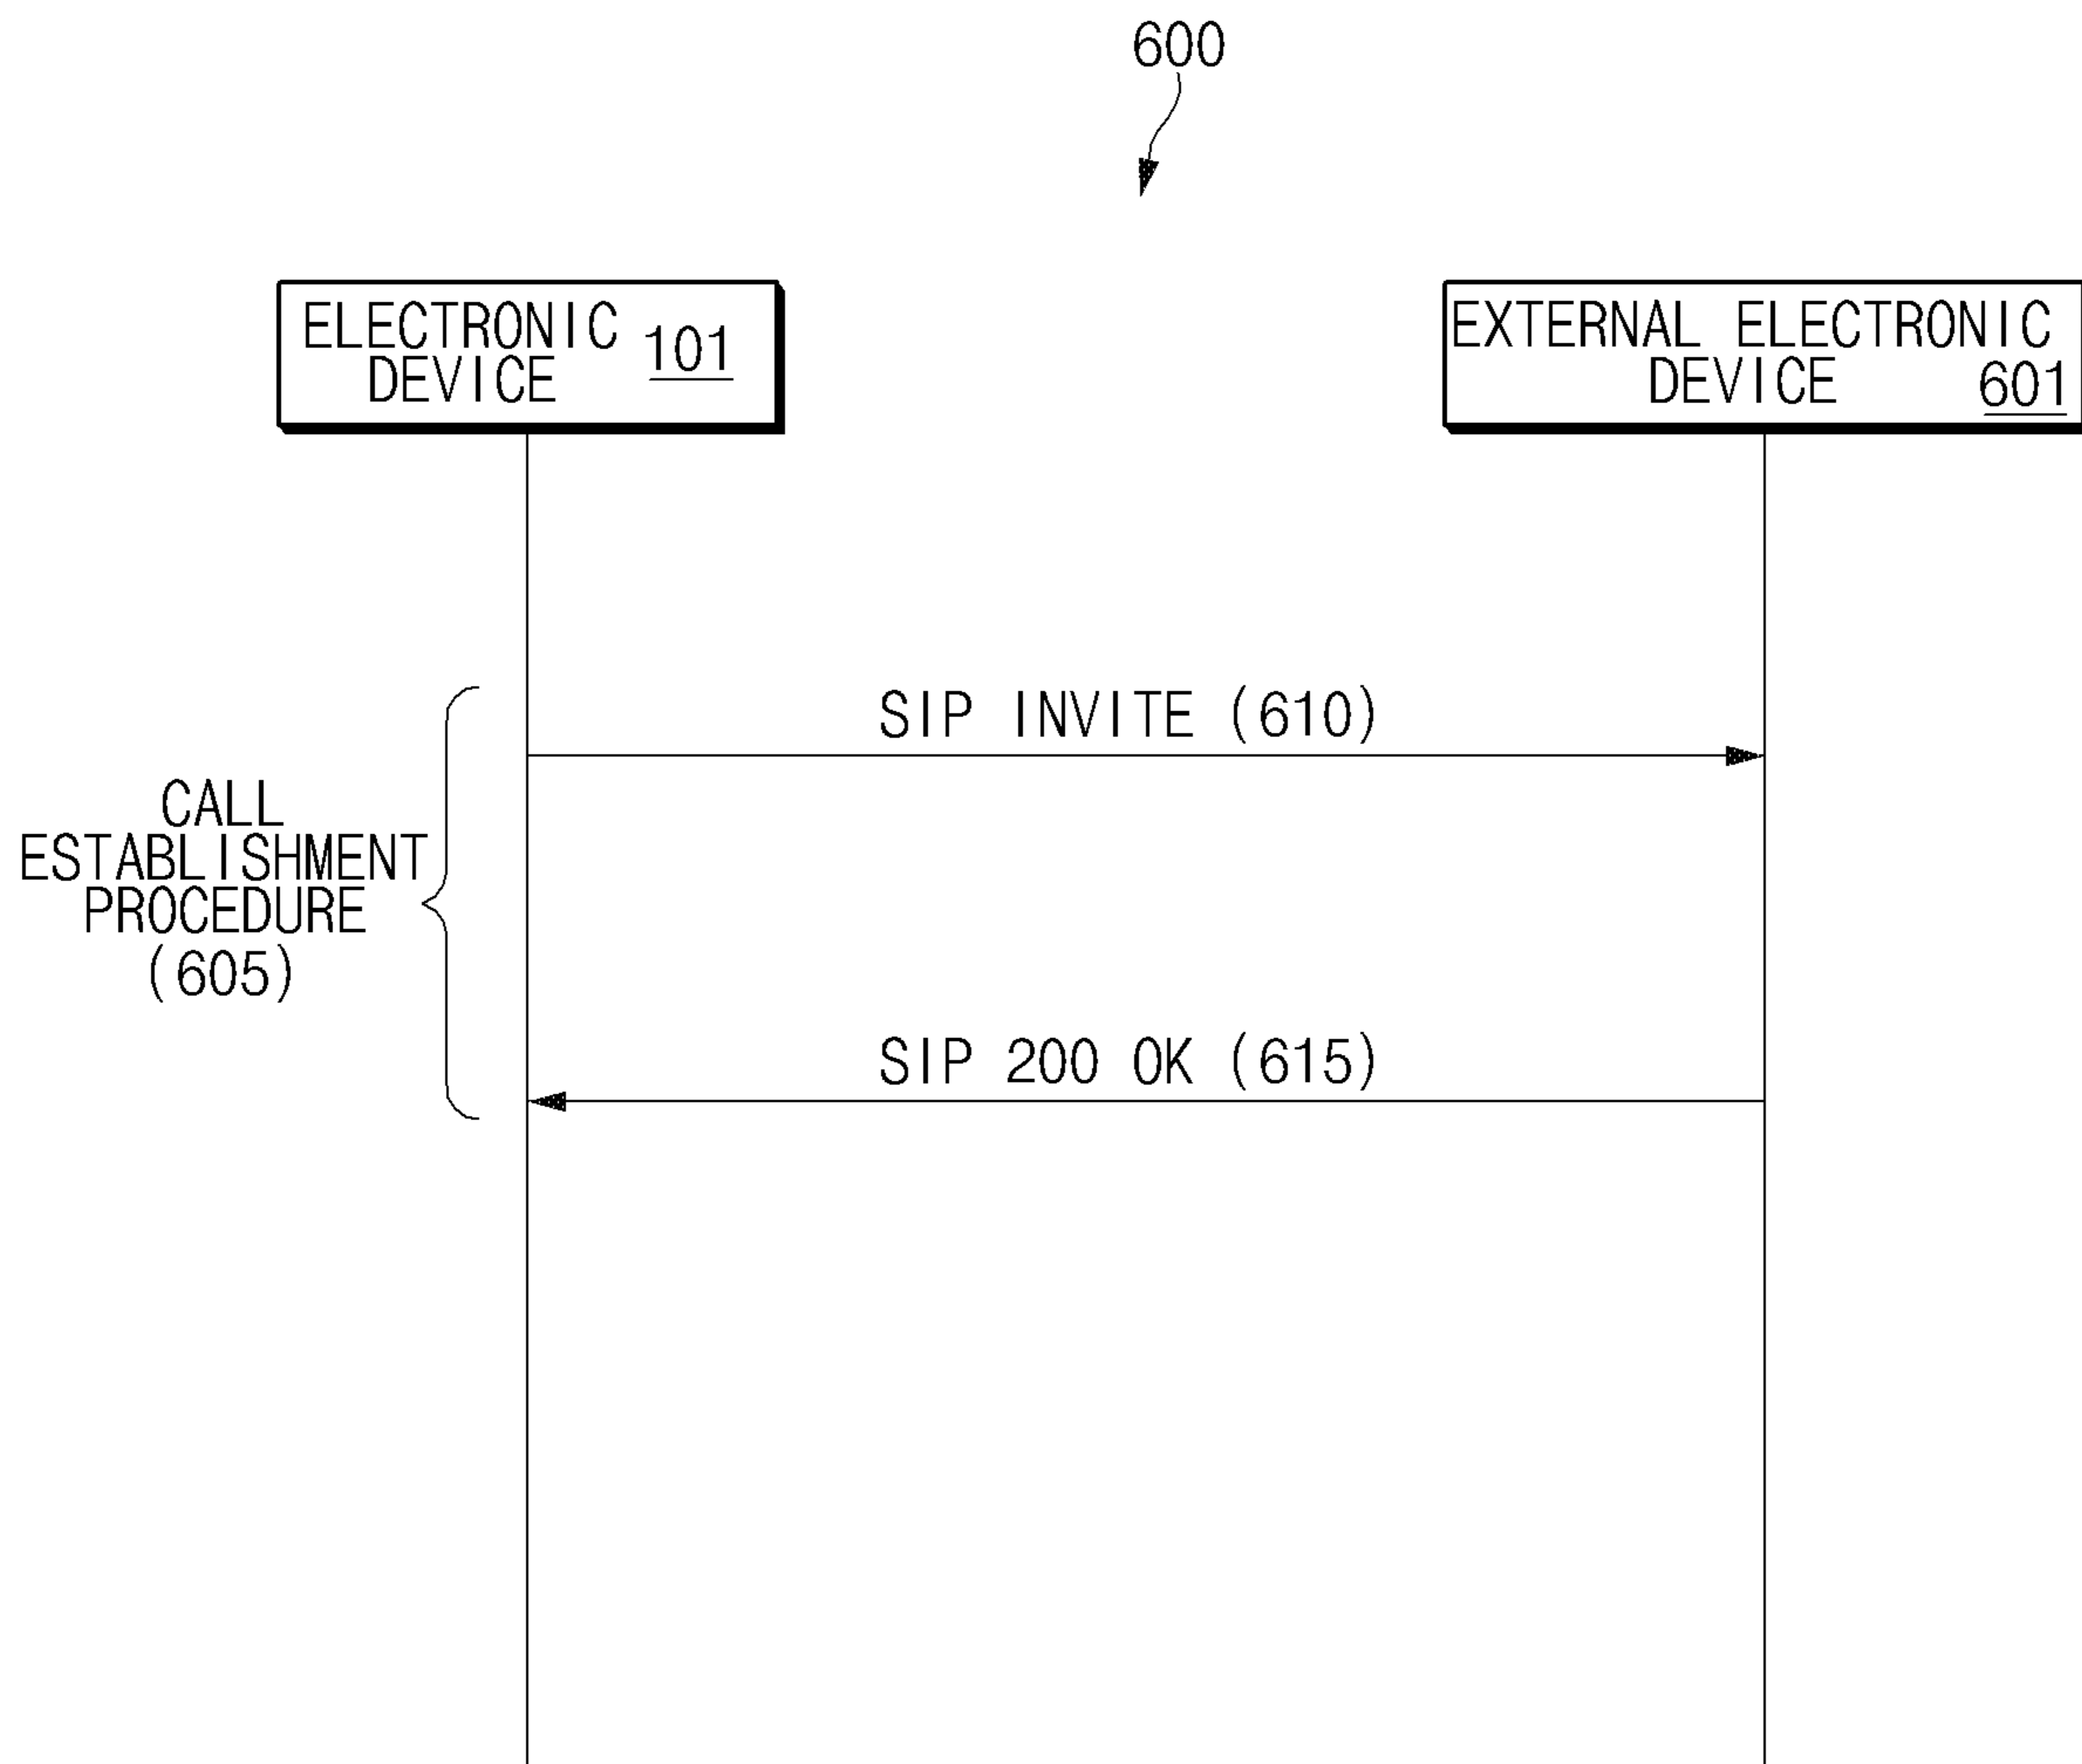 600
ELECTRONIC
DEVICE 101
EXTERNAL ELECTRONIC
DEVICE 601
SIP INVITE (610)
CALL
ESTABLISHMENT
PROCEDURE
(605)
SIP 200 OK (615)